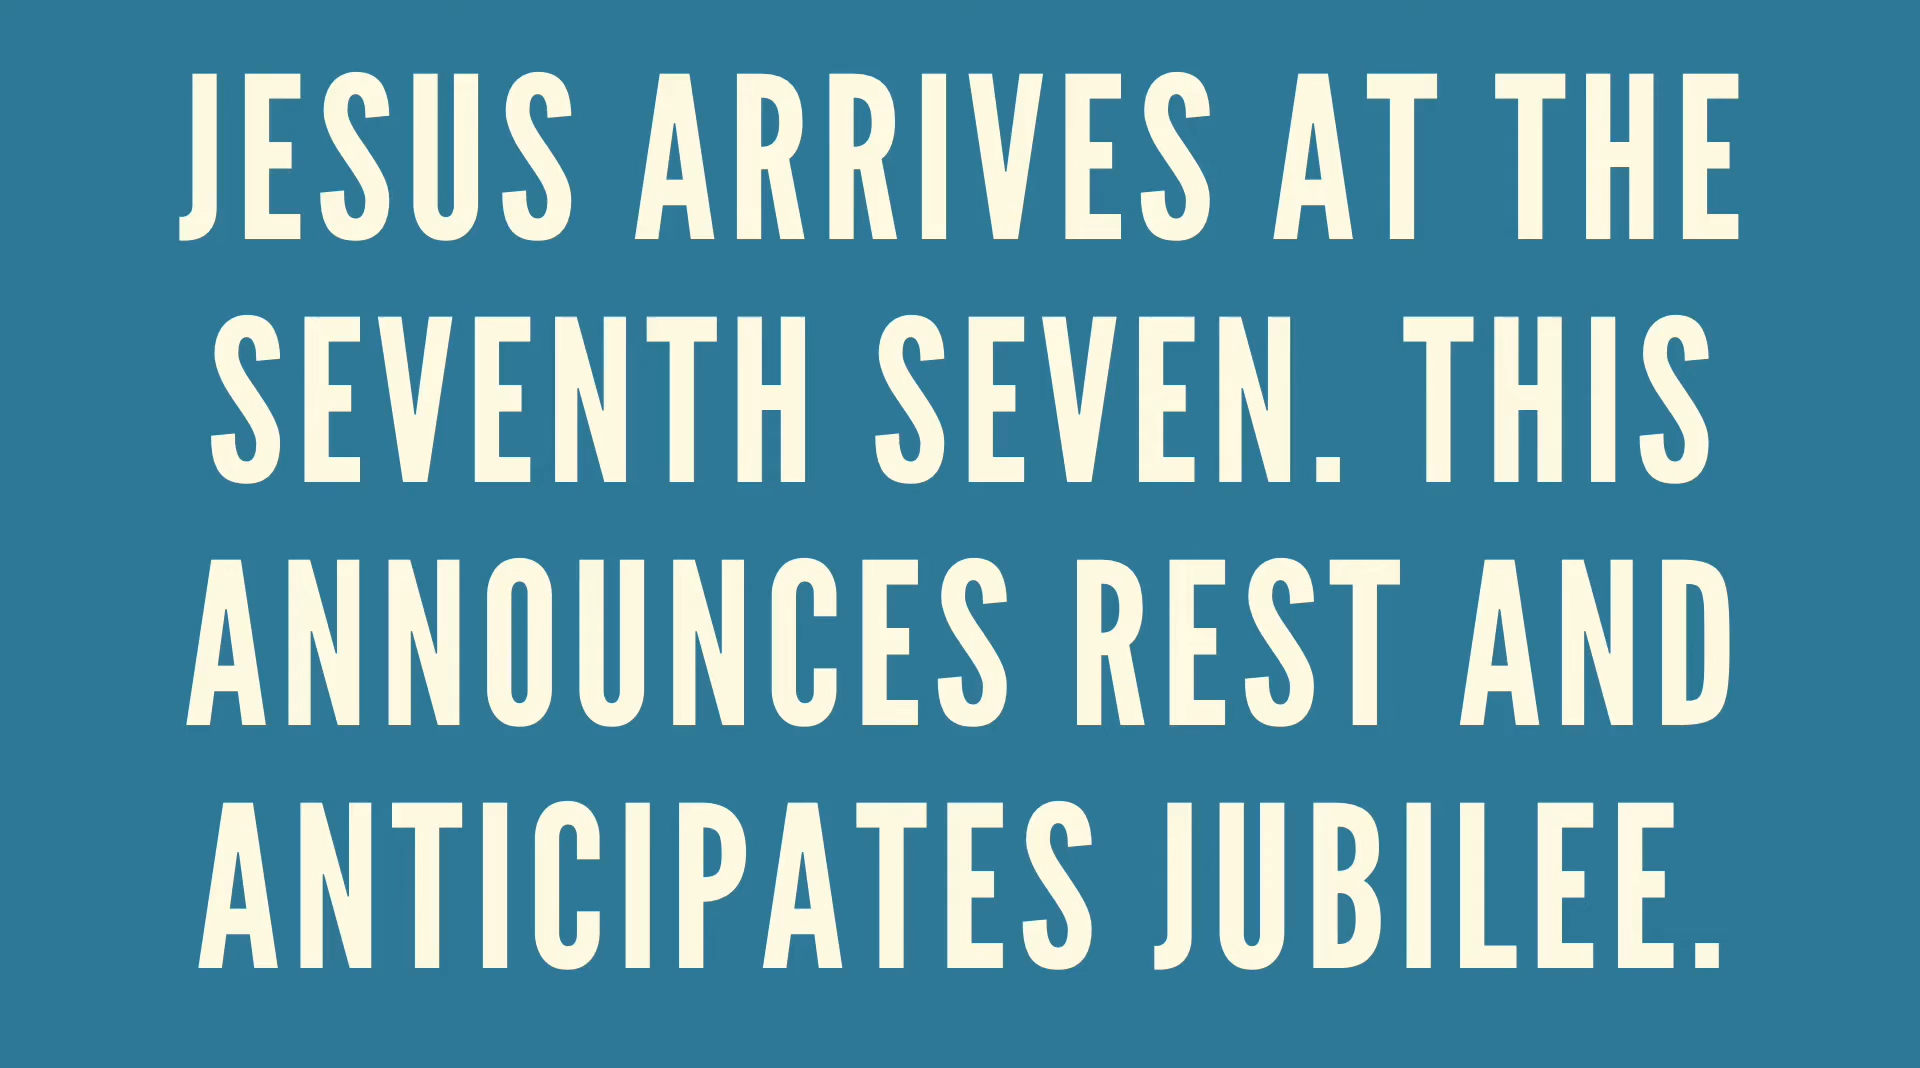 JESUS ARRIVES AT THE
SEVENTH SEVEN. THIS
ANNOUNCES REST AND
ANTICIPATES JUBILEE.